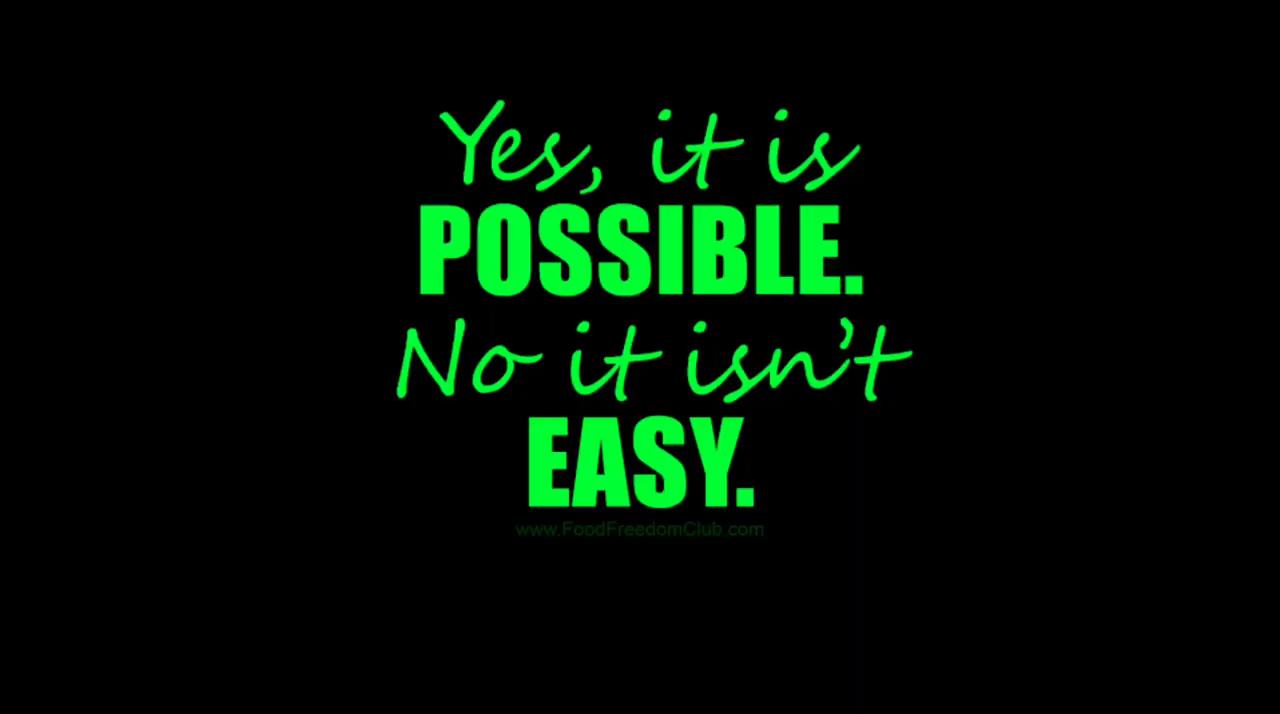 Yes, it is
POSSIBLE.
No it isn't
EASY.
www.FoodFreedomClub.com